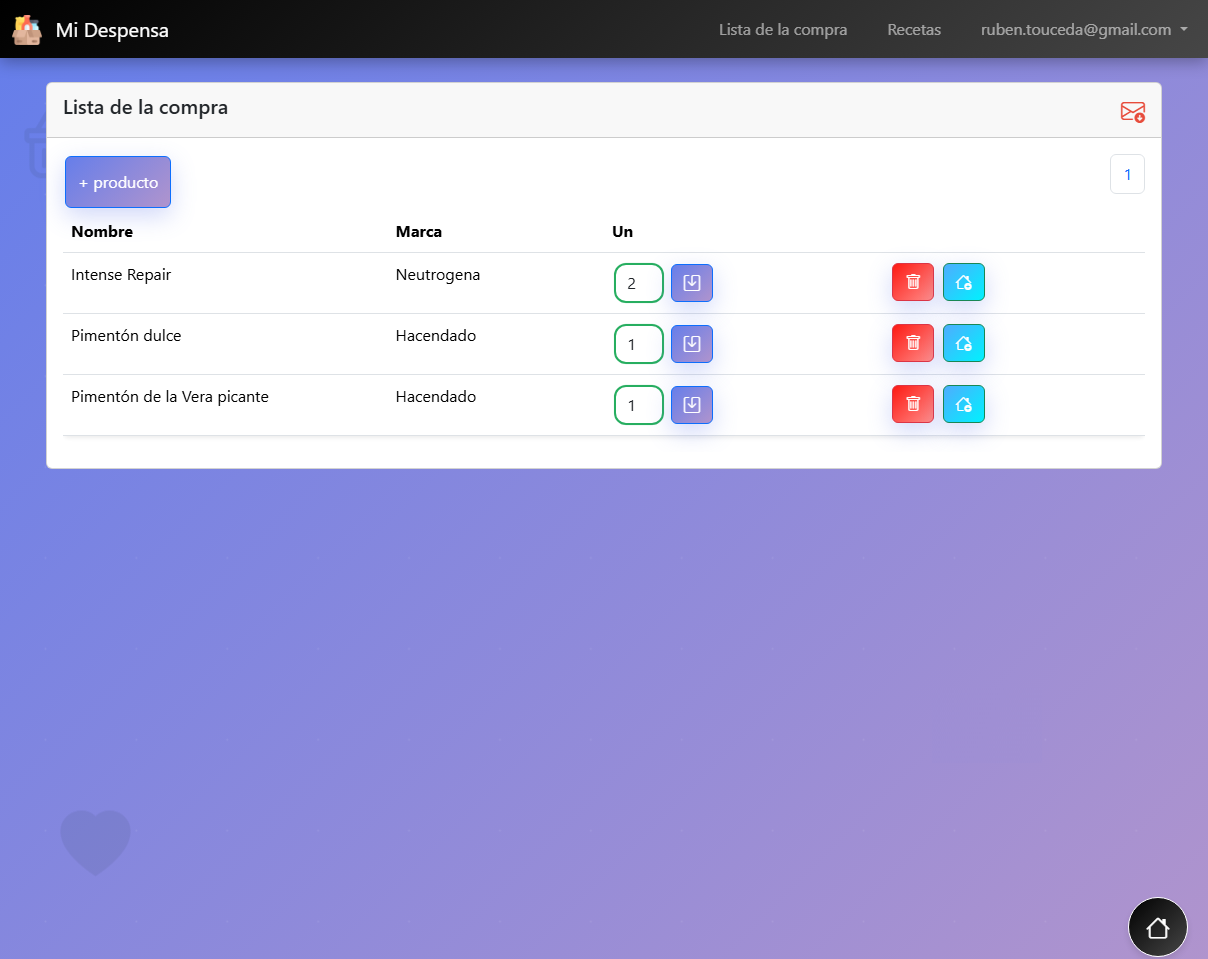 Mi Despensa
Lista de la compra
Recetas
ruben.touceda@gmail.com
Lista de la compra
+ producto
1
Nombre Marca Un
Intense Repair Neutrogena 2
Pimentón dulce Hacendado 1
Pimentón de la Vera picante Hacendado 1